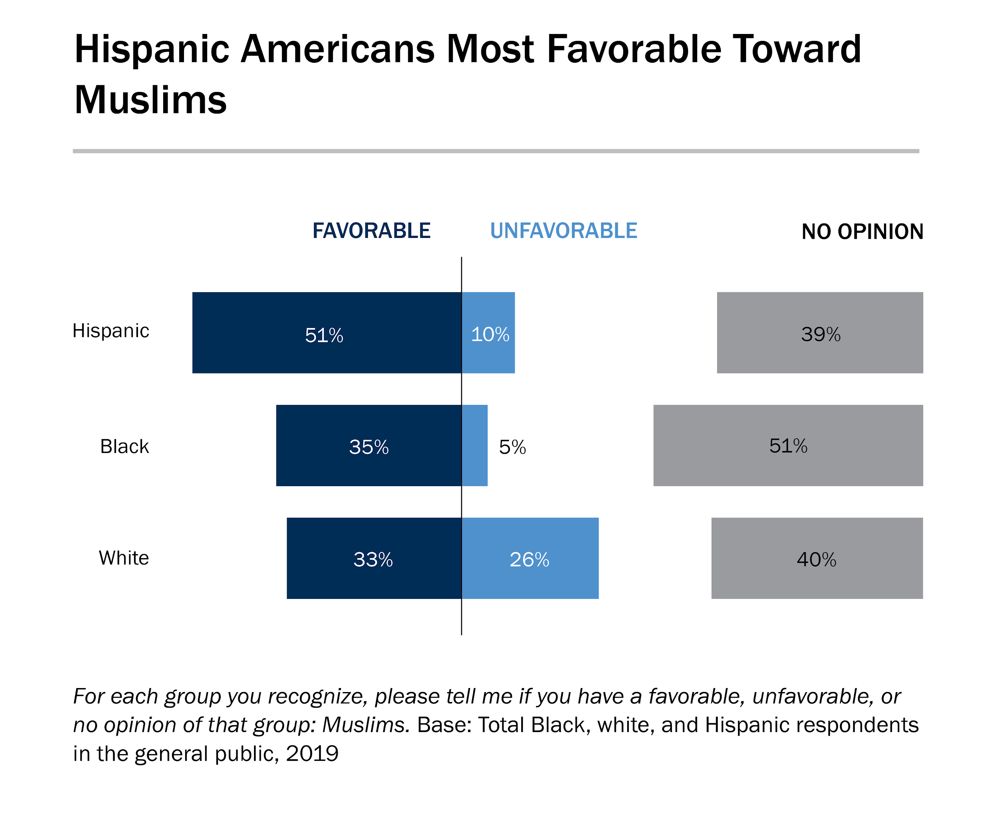 Hispanic Americans Most Favorable Toward
Muslims
FAVORABLE UNFAVORABLE NO OPINION
Hispanic 51% 10% 39%
Black 35% 5% 51%
White 33% 26% 40%
For each group you recognize, please tell me if you have a favorable, unfavorable, or
no opinion of that group: Muslims. Base: Total Black, white, and Hispanic respondents
in the general public, 2019